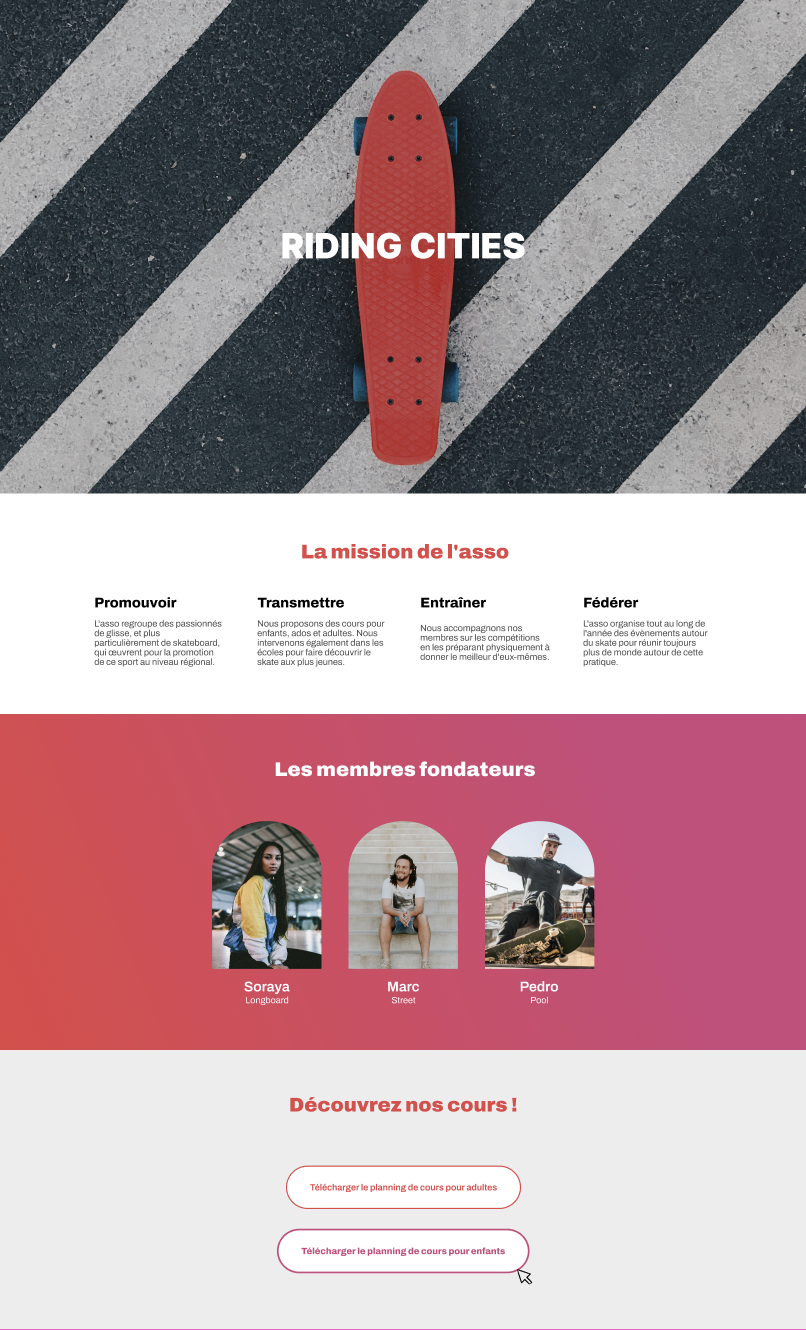 RIDING CITIES
La mission de l'asso
Promouvoir
L'asso regroupe des passionnés
de glisse, et plus
particulièrement de skateboard,
qui œuvrent pour la promotion
de ce sport au niveau régional.
Transmettre
Nous proposons des cours pour
enfants, ados et adultes. Nous
intervenons également dans les
écoles pour faire découvrir le
skate aux plus jeunes.
Entraîner
Nous accompagnons nos
membres sur les compétitions
en les préparant physiquement à
donner le meilleur d'eux-mêmes.
Fédérer
L'asso organise tout au long de
l'année des évènements autour
du skate pour réunir toujours
plus de monde autour de cette
pratique.
Les membres fondateurs
Soraya
Longboard
Marc
Street
Pedro
Pool
Découvrez nos cours !
Télécharger le planning de cours pour adultes
Télécharger le planning de cours pour enfants